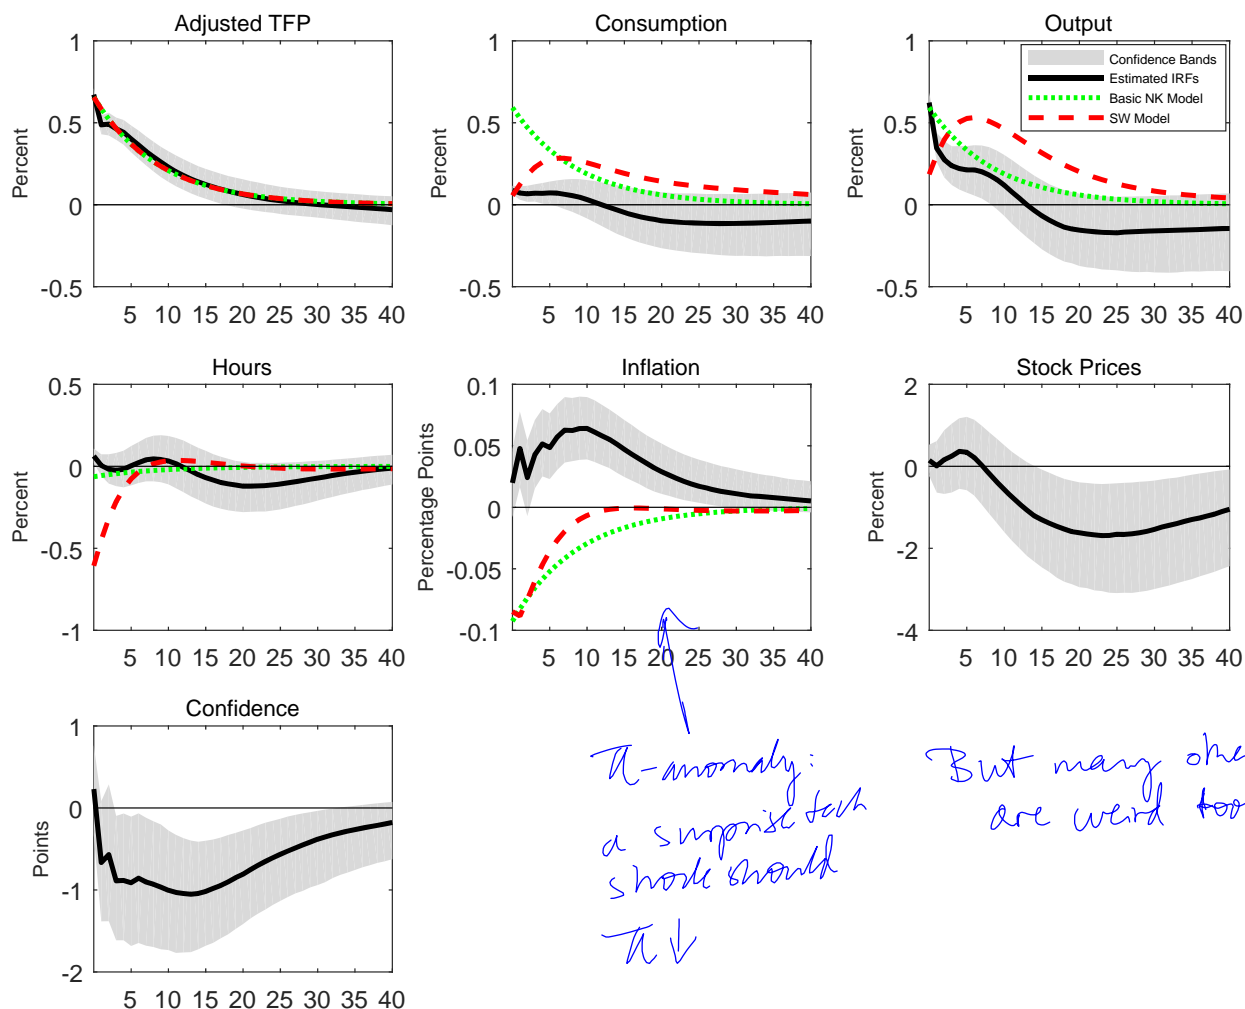 Adjusted TFP
Percent
1
0.5
0
-0.5
5 10 15 20 25 30 35 40
Consumption
1
0.5
0
-0.5
5 10 15 20 25 30 35 40
Output
Percent
1
0.5
0
-0.5
5 10 15 20 25 30 35 40
Confidence Bands
Estimated IRFs
Basic NK Model
SW Model
Hours
Percent
0.5
0
-0.5
-1
5 10 15 20 25 30 35 40
Inflation
Percentage Points
0.1
0.05
0
-0.05
-0.1
5 10 15 20 25 30 35 40
Stock Prices
Percent
2
0
-2
-4
5 10 15 20 25 30 35 40
Confidence
Points
1
0
-1
-2
5 10 15 20 25 30 35 40
π-anomaly:
a surprise tech
shock should
π ↓
But many othe
are weird too